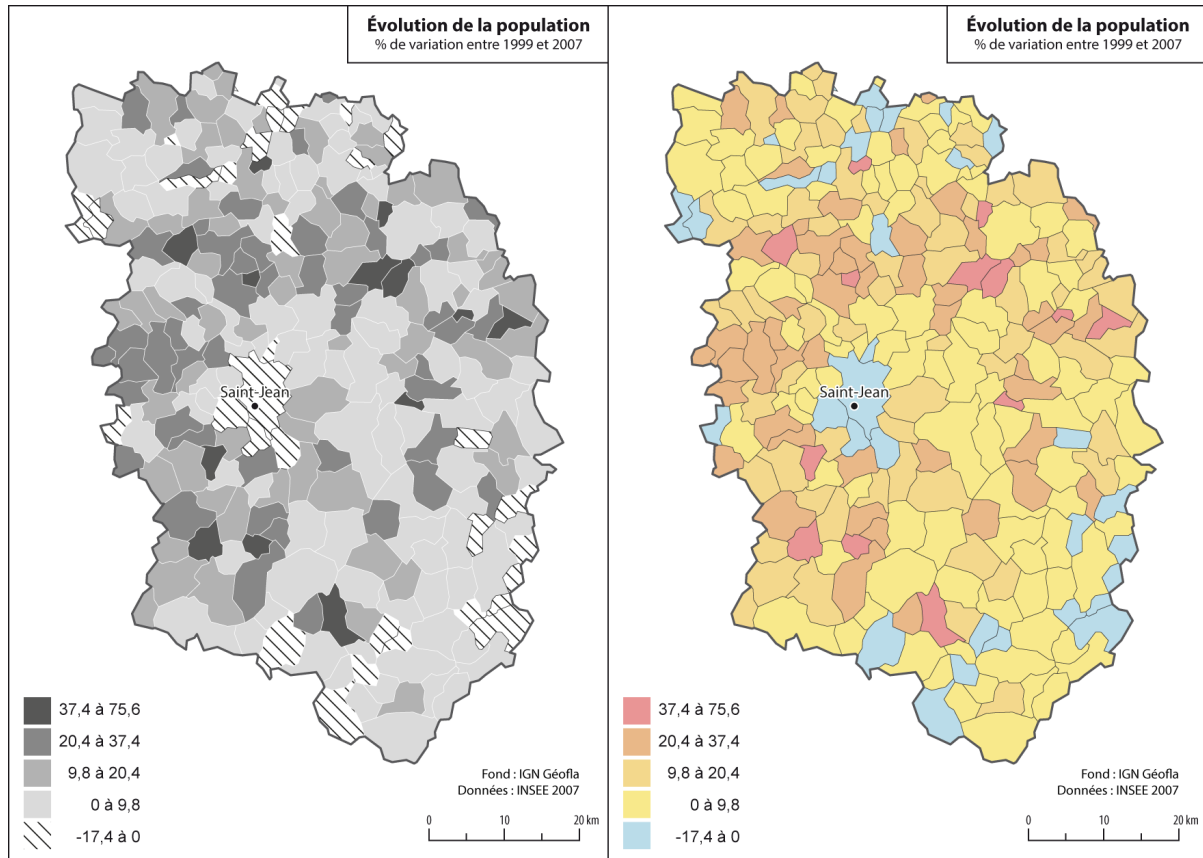 Évolution de la population
% de variation entre 1999 et 2007
Saint-Jean
37,4 à 75,6
20,4 à 37,4
9,8 à 20,4
0 à 9,8
-17,4 à 0
Fond : IGN Géofla
Données : INSEE 2007
0 10 20 km
Évolution de la population
% de variation entre 1999 et 2007
Saint-Jean
37,4 à 75,6
20,4 à 37,4
9,8 à 20,4
0 à 9,8
-17,4 à 0
Fond : IGN Géofla
Données : INSEE 2007
0 10 20 km